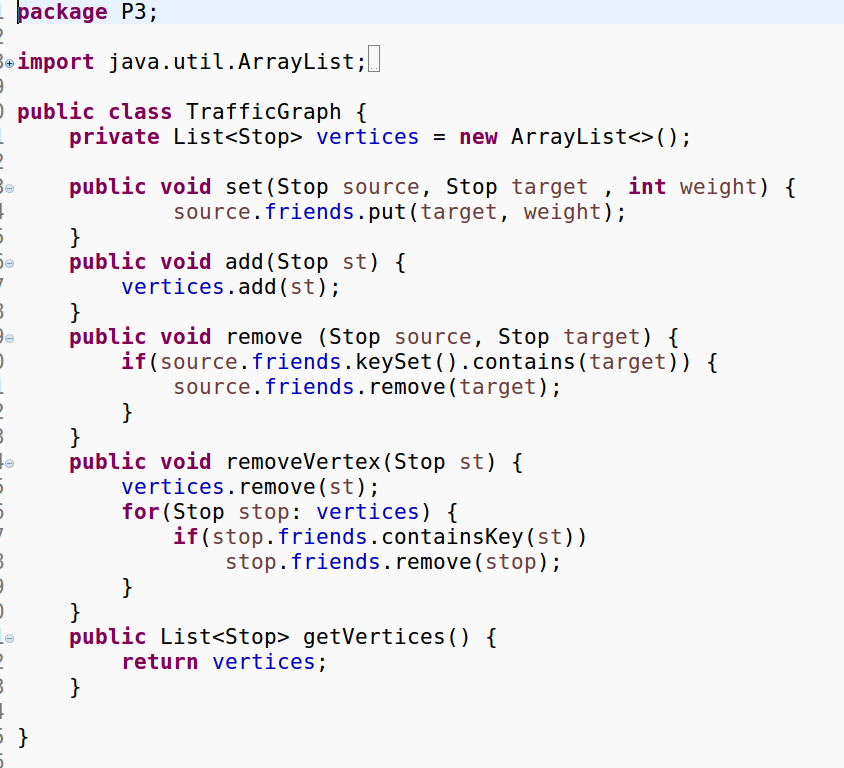 package P3;
import java.util.ArrayList;
public class TrafficGraph {
    private List<Stop> vertices = new ArrayList<>();
    public void set(Stop source, Stop target , int weight) {
            source.friends.put(target, weight);
    }
    public void add(Stop st) {
        vertices.add(st);
    }
    public void remove (Stop source, Stop target) {
        if(source.friends.keySet().contains(target)) {
            source.friends.remove(target);
        }
    }
    public void removeVertex(Stop st) {
        vertices.remove(st);
        for(Stop stop: vertices) {
            if(stop.friends.containsKey(st))
                stop.friends.remove(stop);
        }
    }
    public List<Stop> getVertices() {
        return vertices;
    }
}